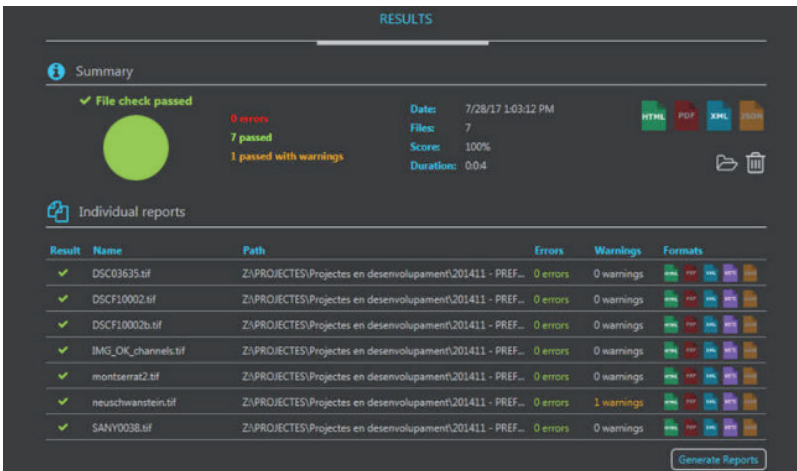 RESULTS
Summary
File check passed
0 errors
7 passed
1 passed with warnings
Date: 7/28/17 1:03:12 PM
Files: 7
Score: 100%
Duration: 0:0:4
HTML PDF XML JSON
Individual reports
Result Name Path Errors Warnings Formats
DSC03635.tif Z:\PROJECTES\Projectes en desenvolupament\201411 - PREF... 0 errors 0 warnings
DSCF10002.tif Z:\PROJECTES\Projectes en desenvolupament\201411 - PREF... 0 errors 0 warnings
DSCF10002b.tif Z:\PROJECTES\Projectes en desenvolupament\201411 - PREF... 0 errors 0 warnings
IMG_OK_channels.tif Z:\PROJECTES\Projectes en desenvolupament\201411 - PREF... 0 errors 0 warnings
montserrat2.tif Z:\PROJECTES\Projectes en desenvolupament\201411 - PREF... 0 errors 0 warnings
neuschwanstein.tif Z:\PROJECTES\Projectes en desenvolupament\201411 - PREF... 0 errors 1 warnings
SANY0038.tif Z:\PROJECTES\Projectes en desenvolupament\201411 - PREF... 0 errors 0 warnings
Generate Reports